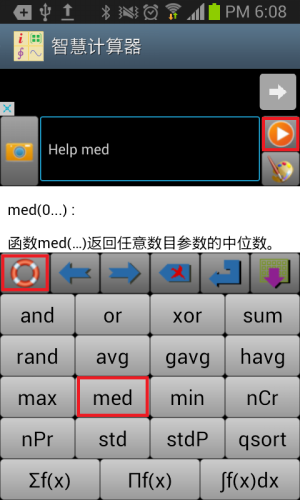 PM 6:08
智慧计算器
Help med
med(0...) :
函数med(...)返回任意数目参数的中位数。
and or xor sum
rand avg gavg havg
max med min nCr
nPr std stdP qsort
Σf(x) Πf(x) ∫f(x)dx